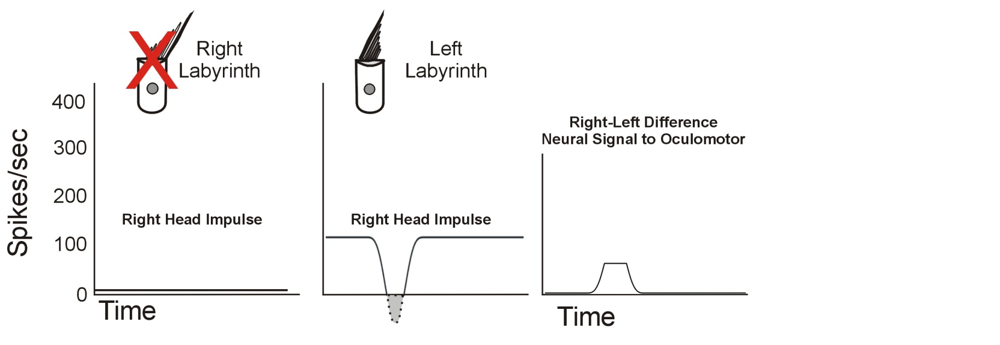 Right
Labyrinth
Left
Labyrinth
Spikes/sec
400
300
200
100
0
Right Head Impulse
Time
Right Head Impulse
Right-Left Difference
Neural Signal to Oculomotor
Time